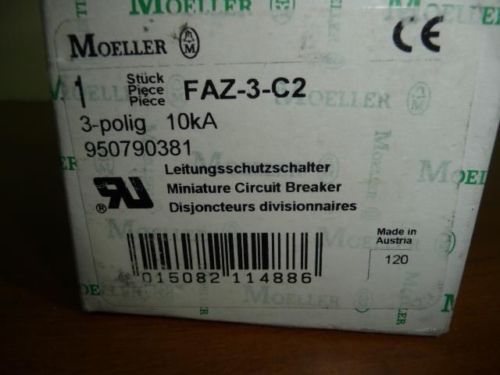 MOELLER
CE
1 Stück
Piece
Pièce
FAZ-3-C2
3-polig 10kA
950790381
Leitungsschutzschalter
Miniature Circuit Breaker
Disjoncteurs divisionnaires
Made in
Austria
120
015082 114886
MOELLER